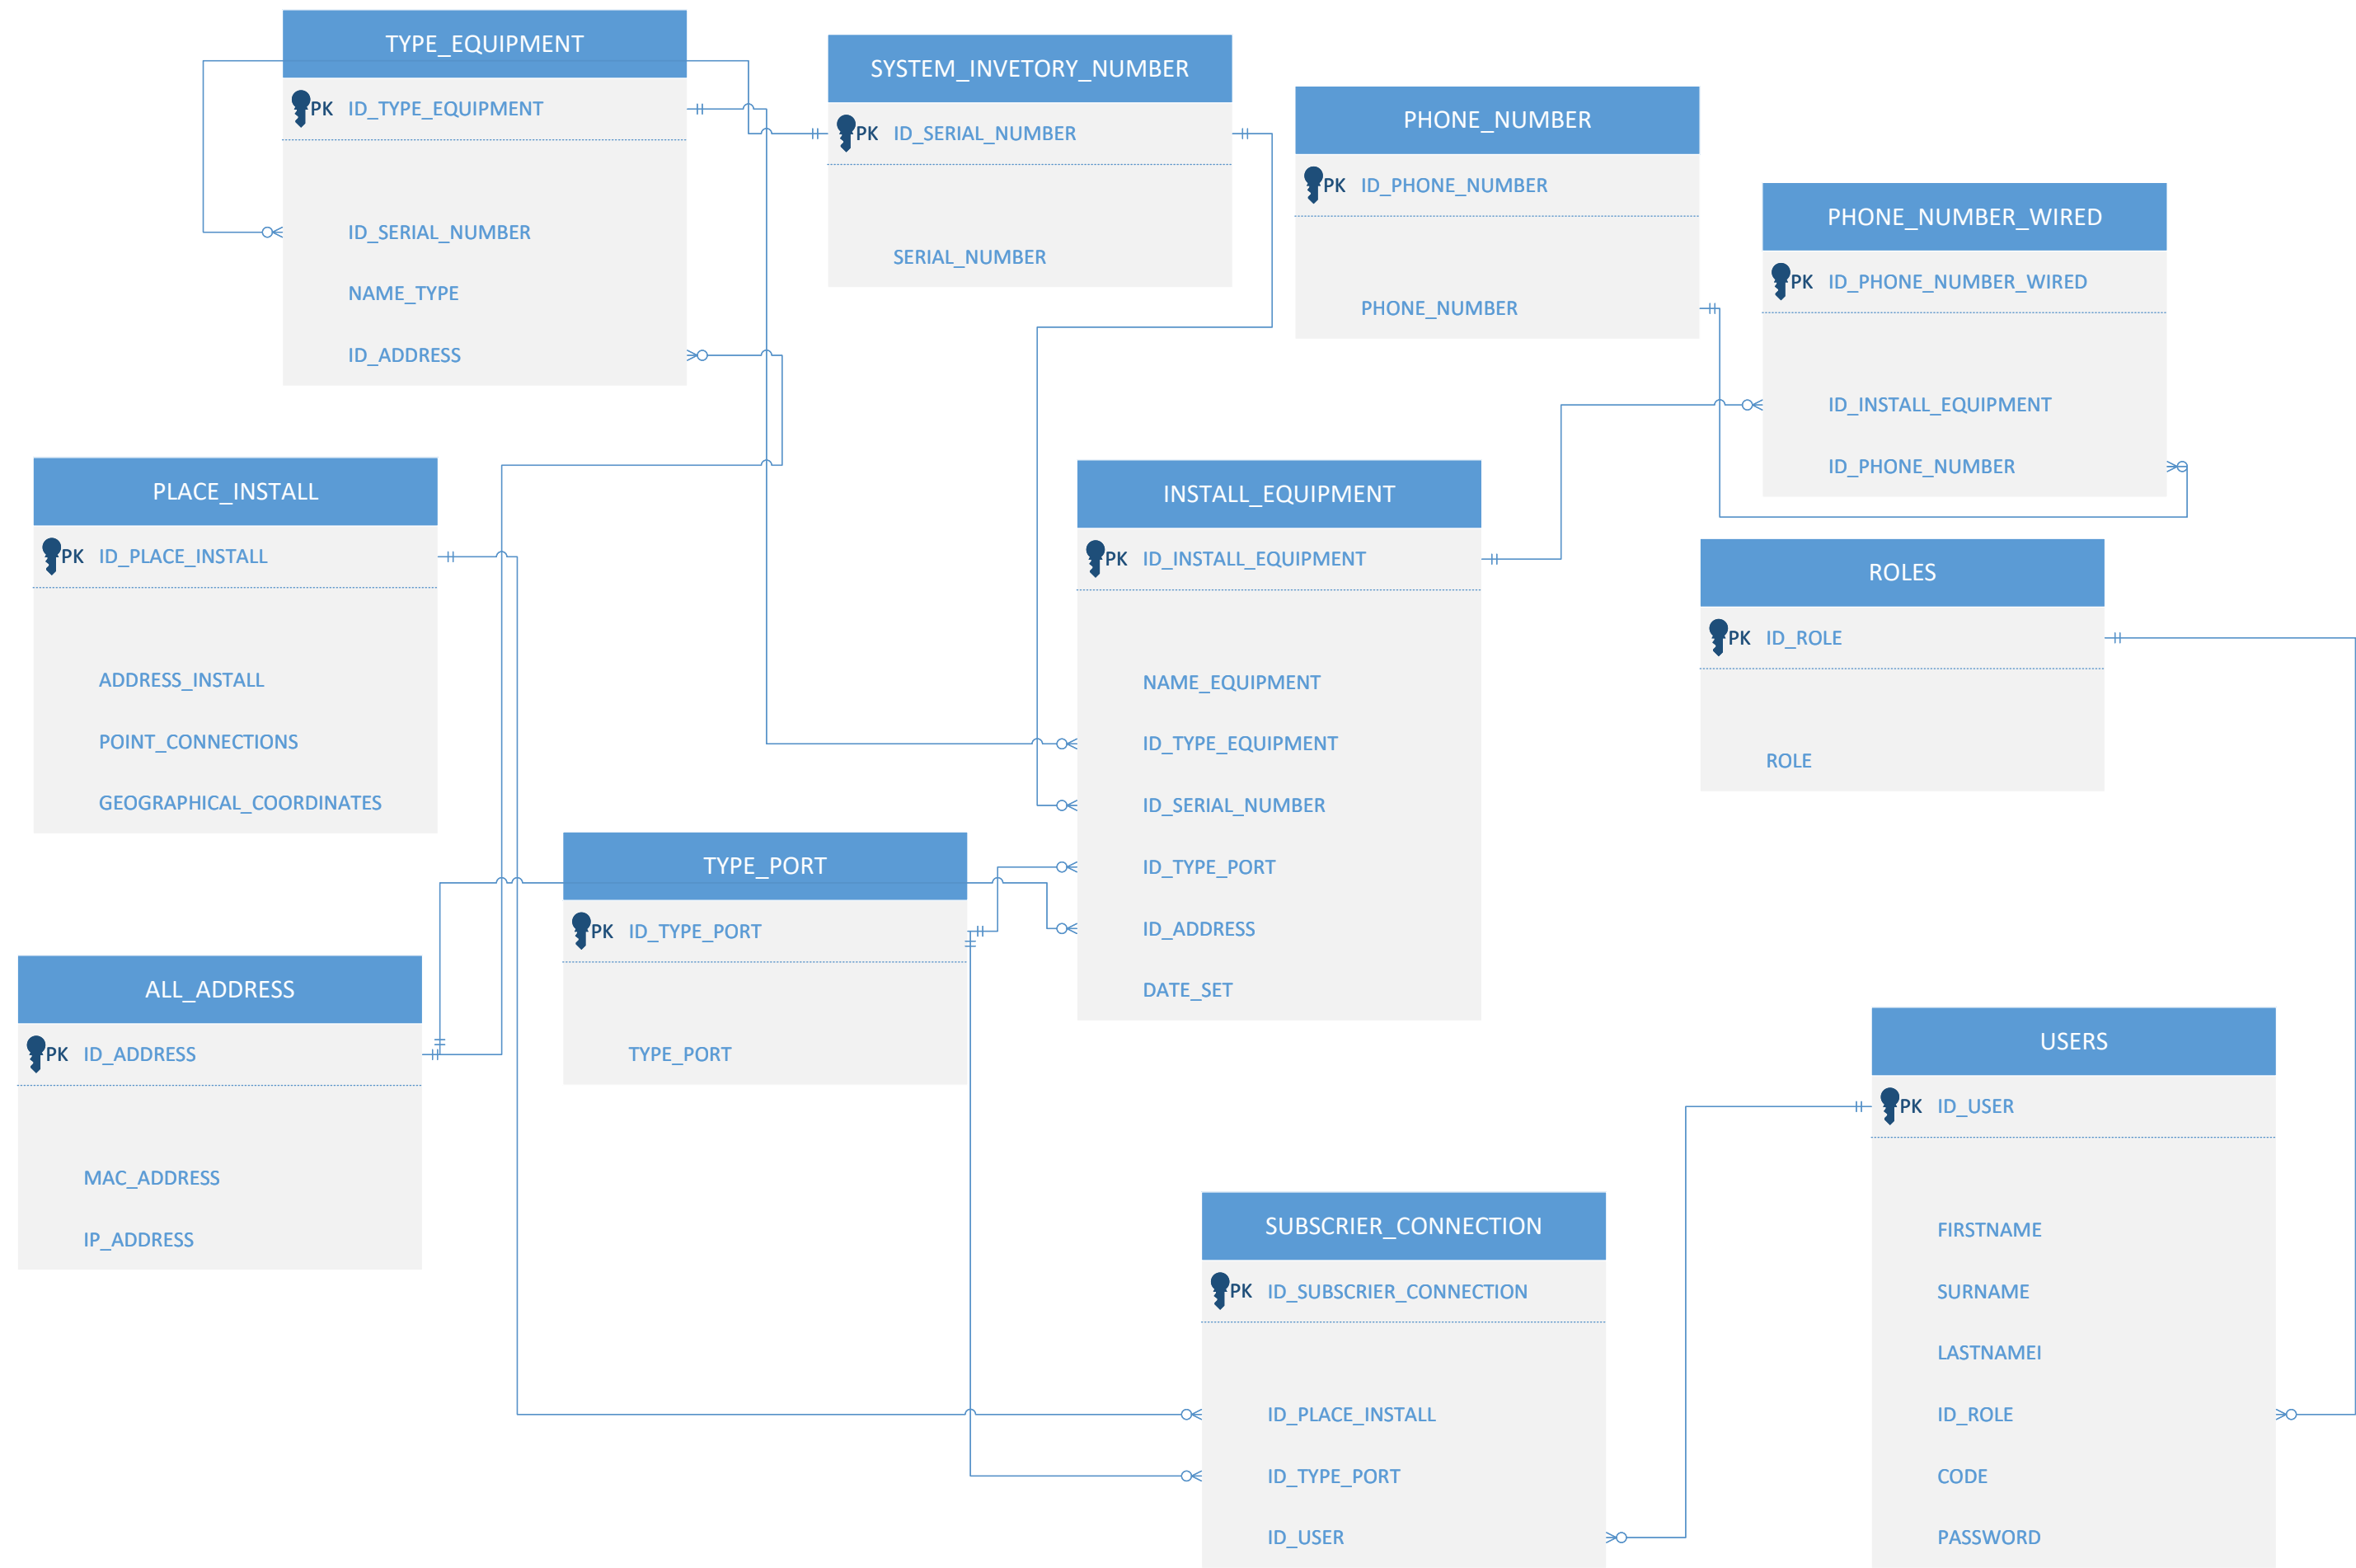 TYPE_EQUIPMENT
PK ID_TYPE_EQUIPMENT
ID_SERIAL_NUMBER
NAME_TYPE
ID_ADDRESS
SYSTEM_INVETORY_NUMBER
PK ID_SERIAL_NUMBER
SERIAL_NUMBER
PHONE_NUMBER
PK ID_PHONE_NUMBER
PHONE_NUMBER
PHONE_NUMBER_WIRED
PK ID_PHONE_NUMBER_WIRED
ID_INSTALL_EQUIPMENT
ID_PHONE_NUMBER
PLACE_INSTALL
PK ID_PLACE_INSTALL
ADDRESS_INSTALL
POINT_CONNECTIONS
GEOGRAPHICAL_COORDINATES
INSTALL_EQUIPMENT
PK ID_INSTALL_EQUIPMENT
NAME_EQUIPMENT
ID_TYPE_EQUIPMENT
ID_SERIAL_NUMBER
ID_TYPE_PORT
ID_ADDRESS
DATE_SET
ROLES
PK ID_ROLE
ROLE
TYPE_PORT
PK ID_TYPE_PORT
TYPE_PORT
ALL_ADDRESS
PK ID_ADDRESS
MAC_ADDRESS
IP_ADDRESS
USERS
PK ID_USER
FIRSTNAME
SURNAME
LASTNAMEI
ID_ROLE
CODE
PASSWORD
SUBSCRIER_CONNECTION
PK ID_SUBSCRIER_CONNECTION
ID_PLACE_INSTALL
ID_TYPE_PORT
ID_USER